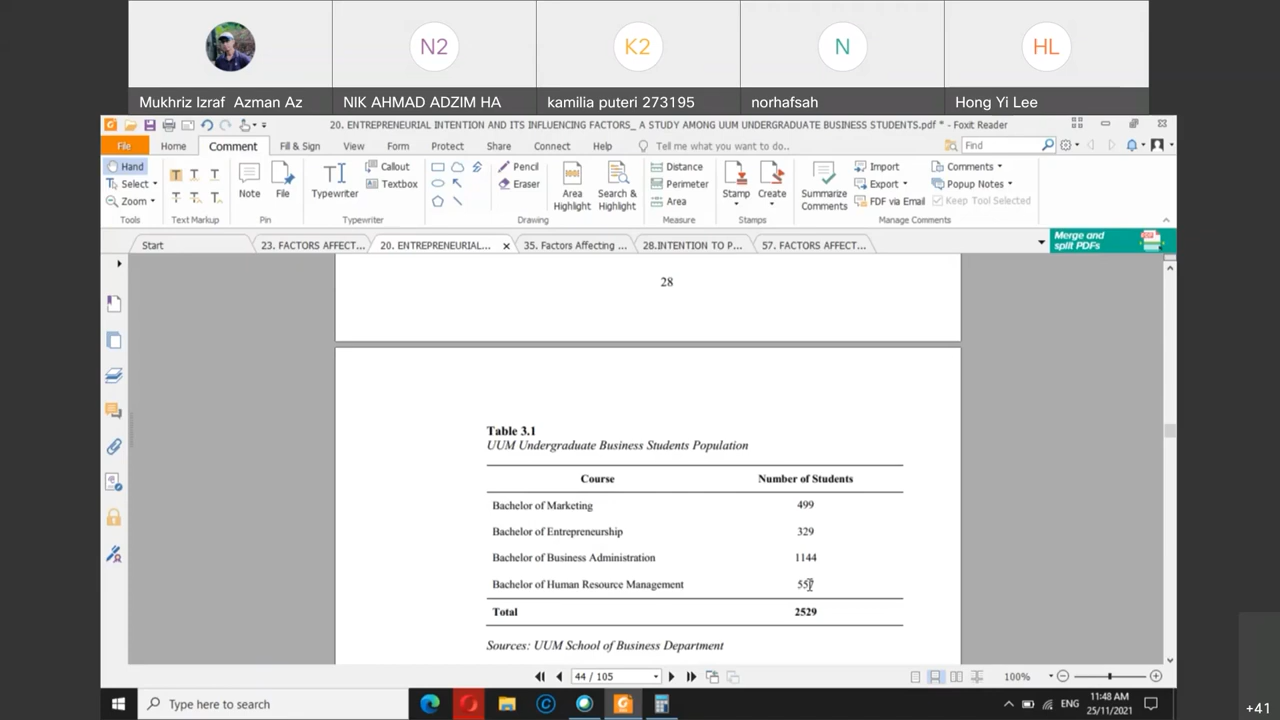 N2
K2
N
HL
Mukhriz Izraf Azman Az
NIK AHMAD ADZIM HA
kamilia puteri 273195
norhafsah
Hong Yi Lee
20. ENTREPRENEURIAL INTENTION AND ITS INFLUENCING FACTORS_ A STUDY AMONG UUM UNDERGRADUATE BUSINESS STUDENTS.pdf * - Foxit Reader
File Home Comment Fill & Sign View Form Protect Share Connect Help Tell me what you want to do... Find
Hand
Select
Zoom
Tools
T T T
T T T
Text Markup
Note
File
Pin
Typewriter
Callout
Textbox
Typewriter
Pencil
Eraser
Drawing
Area Highlight
Search & Highlight
Distance
Perimeter
Area
Measure
Stamp
Create
Stamps
Summarize Comments
Import
Export
FDF via Email
Comments
Popup Notes
Keep Tool Selected
Manage Comments
Start
23. FACTORS AFFECT...
20. ENTREPRENEURIAL...
35. Factors Affecting ...
28.INTENTION TO P...
57. FACTORS AFFECT...
Merge and
split PDFs
28
Table 3.1
UUM Undergraduate Business Students Population
Course Number of Students
Bachelor of Marketing 499
Bachelor of Entrepreneurship 329
Bachelor of Business Administration 1144
Bachelor of Human Resource Management
Total 2529
Sources: UUM School of Business Department
44 / 105
100%
Type here to search
ENG
11:48 AM
25/11/2021
+41